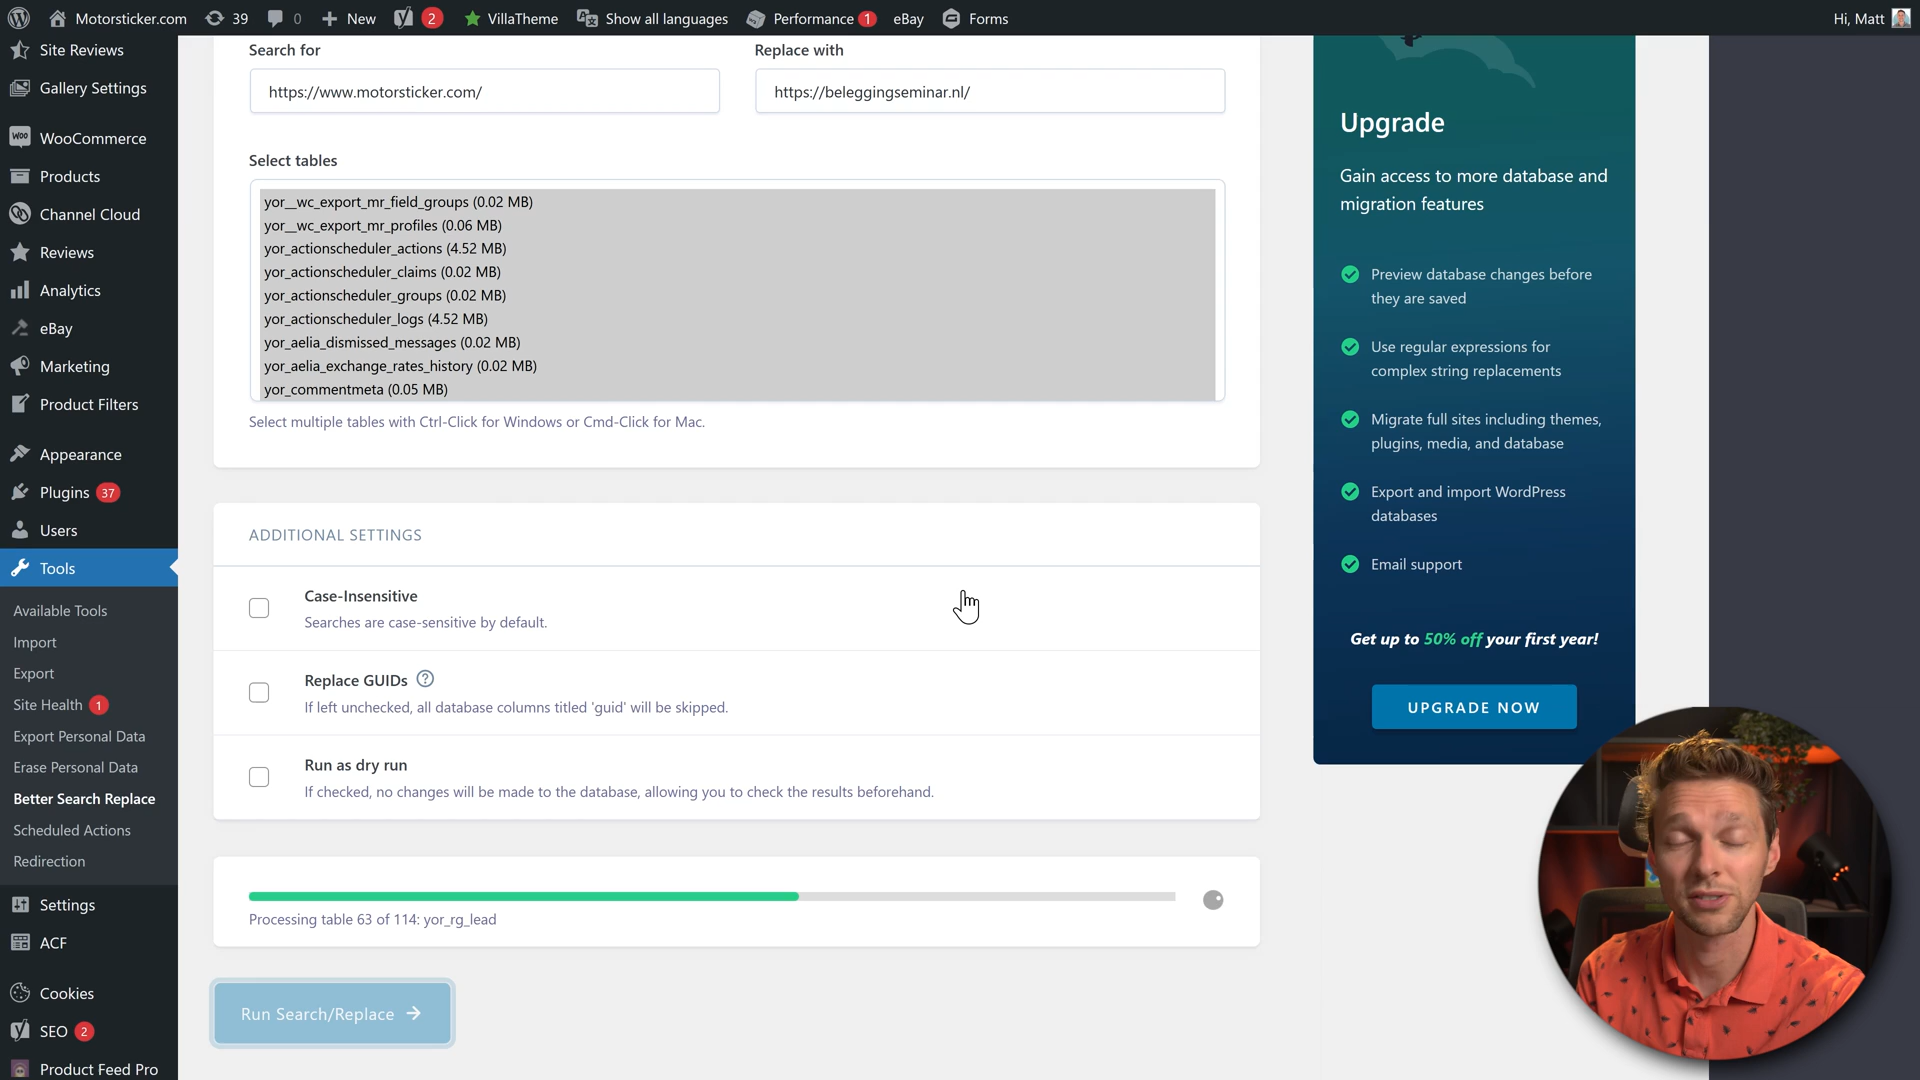 Motorsticker.com 39 0 New 2 VillaTheme Show all languages Performance 1 eBay Forms Hi, Matt
Site Reviews
Gallery Settings
WooCommerce
Products
Channel Cloud
Reviews
Analytics
eBay
Marketing
Product Filters
Appearance
Plugins 37
Users
Tools
Available Tools
Import
Export
Site Health 1
Export Personal Data
Erase Personal Data
Better Search Replace
Scheduled Actions
Redirection
Settings
ACF
Cookies
SEO 2
Product Feed Pro
Search for
Replace with
https://www.motorsticker.com/
https://beleggingseminar.nl/
Select tables
yor__wc_export_mr_field_groups (0.02 MB)
yor__wc_export_mr_profiles (0.06 MB)
yor_actionscheduler_actions (4.52 MB)
yor_actionscheduler_claims (0.02 MB)
yor_actionscheduler_groups (0.02 MB)
yor_actionscheduler_logs (4.52 MB)
yor_aelia_dismissed_messages (0.02 MB)
yor_aelia_exchange_rates_history (0.02 MB)
yor_commentmeta (0.05 MB)
Select multiple tables with Ctrl-Click for Windows or Cmd-Click for Mac.
ADDITIONAL SETTINGS
Case-Insensitive
Searches are case-sensitive by default.
Replace GUIDs ?
If left unchecked, all database columns titled 'guid' will be skipped.
Run as dry run
If checked, no changes will be made to the database, allowing you to check the results beforehand.
Processing table 63 of 114: yor_rg_lead
Run Search/Replace →
Upgrade
Gain access to more database and
migration features
Preview database changes before
they are saved
Use regular expressions for
complex string replacements
Migrate full sites including themes,
plugins, media, and database
Export and import WordPress
databases
Email support
Get up to 50% off your first year!
UPGRADE NOW